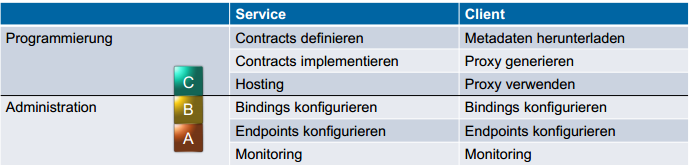 Service Client
Programmierung Contracts definieren Metadaten herunterladen
Contracts implementieren Proxy generieren
C Hosting Proxy verwenden
Administration B Bindings konfigurieren Bindings konfigurieren
A Endpoints konfigurieren Endpoints konfigurieren
Monitoring Monitoring